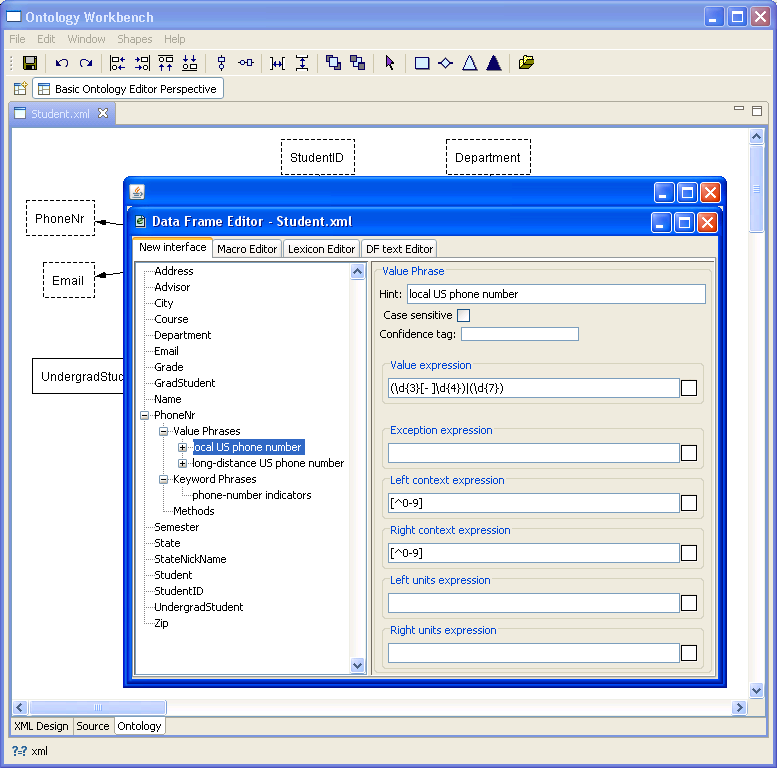 Ontology Workbench
File Edit Window Shapes Help
Basic Ontology Editor Perspective
Student.xml
StudentID
Department
PhoneNr
Email
UndergradStuc
Data Frame Editor - Student.xml
New interface Macro Editor Lexicon Editor DF text Editor
Address
Advisor
City
Course
Department
Email
Grade
GradStudent
Name
PhoneNr
Value Phrases
local US phone number
long-distance US phone number
Keyword Phrases
phone-number indicators
Methods
Semester
State
StateNickName
Student
StudentID
UndergradStudent
Zip
Value Phrase
Hint: local US phone number
Case sensitive
Confidence tag:
Value expression
(\d{3}[- ]\d{4})|(\d{7})
Exception expression
Left context expression
[^0-9]
Right context expression
[^0-9]
Left units expression
Right units expression
XML Design Source Ontology
?-? xml